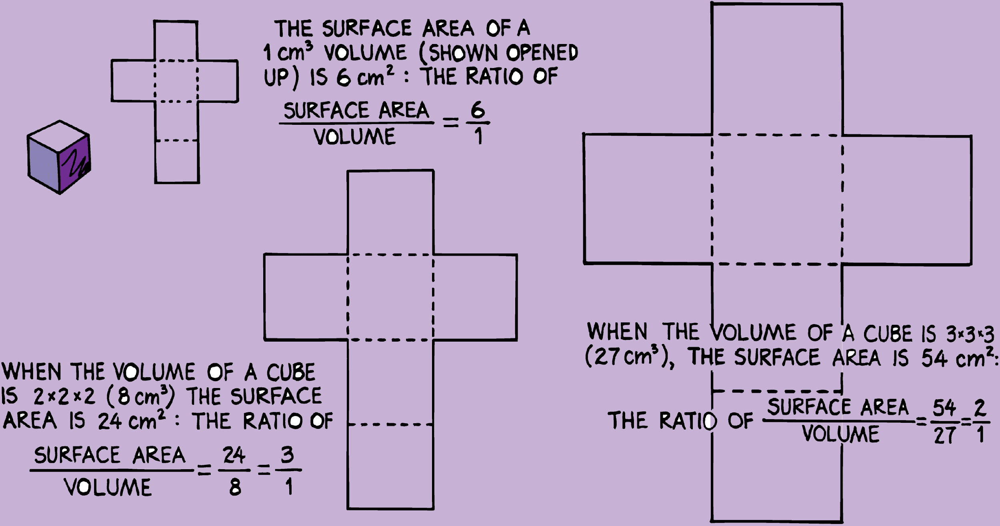 THE SURFACE AREA OF A
1 cm³ VOLUME (SHOWN OPENED
UP) IS 6 cm² : THE RATIO OF
SURFACE AREA = 6
VOLUME 1
WHEN THE VOLUME OF A CUBE
IS 2×2×2 (8 cm³) THE SURFACE
AREA IS 24 cm² : THE RATIO OF
SURFACE AREA = 24 = 3
VOLUME 8 1
WHEN THE VOLUME OF A CUBE IS 3×3×3
(27 cm³), THE SURFACE AREA IS 54 cm²:
THE RATIO OF SURFACE AREA = 54 = 2
VOLUME 27 1